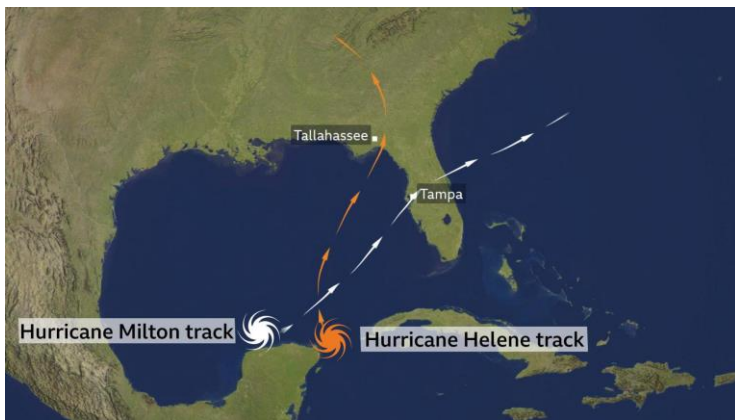 Tallahassee
Tampa
Hurricane Milton track
Hurricane Helene track